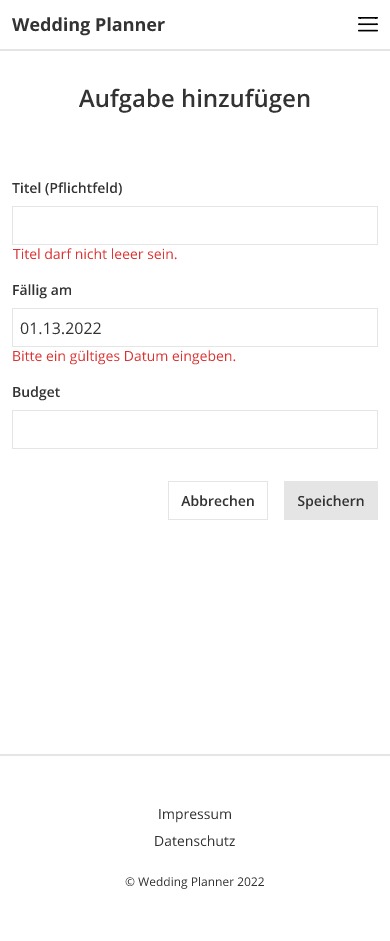 Wedding Planner
Aufgabe hinzufügen
Titel (Pflichtfeld)
Titel darf nicht leeer sein.
Fällig am
01.13.2022
Bitte ein gültiges Datum eingeben.
Budget
Abbrechen Speichern
Impressum
Datenschutz
© Wedding Planner 2022